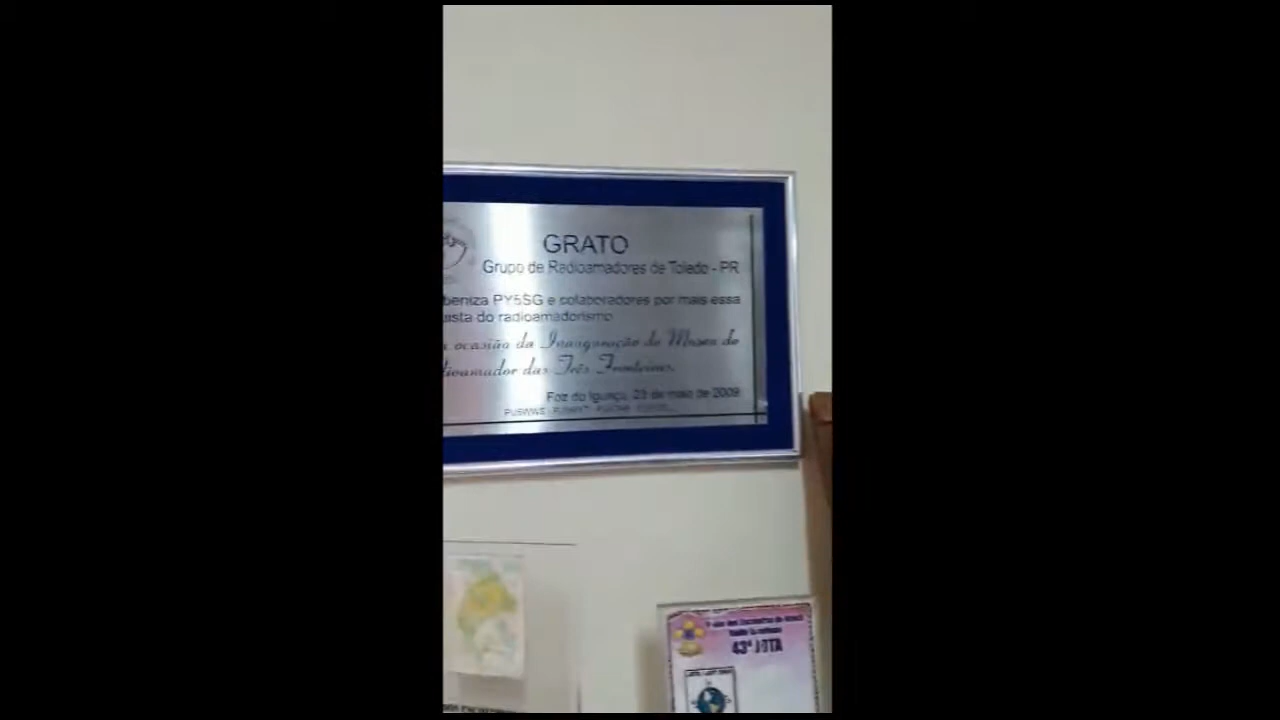 GRATO
Grupo de Radioamadores de Toledo - PR
beniza PY5SG e colaboradores por mais essa
ista do radioamadorismo
ocasião da Inauguração do Museu do
dioamador das Três Fronteiras.
Foz do Iguaçu, 23 de maio de 2009
43º JOTA